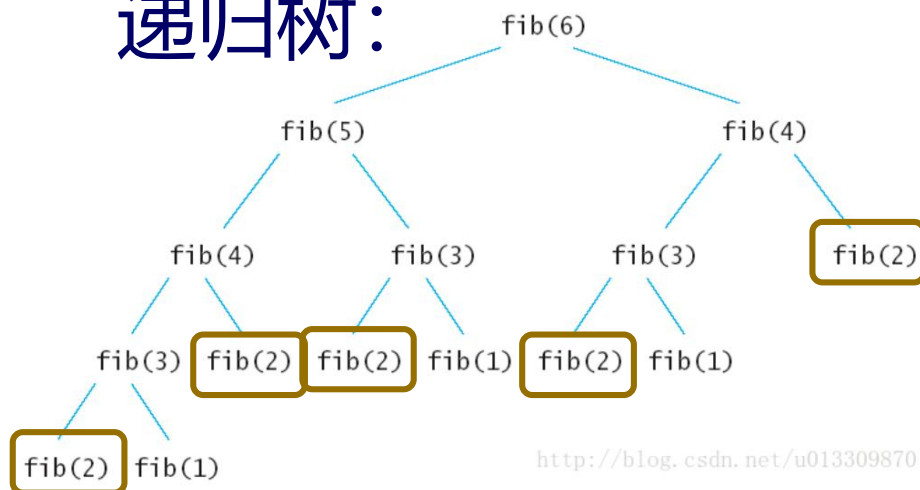 递归树：
fib(6)
fib(5) fib(4)
fib(4) fib(3) fib(3) fib(2)
fib(3) fib(2) fib(2) fib(1) fib(2) fib(1)
fib(2) fib(1)
http://blog.csdn.net/u013309870